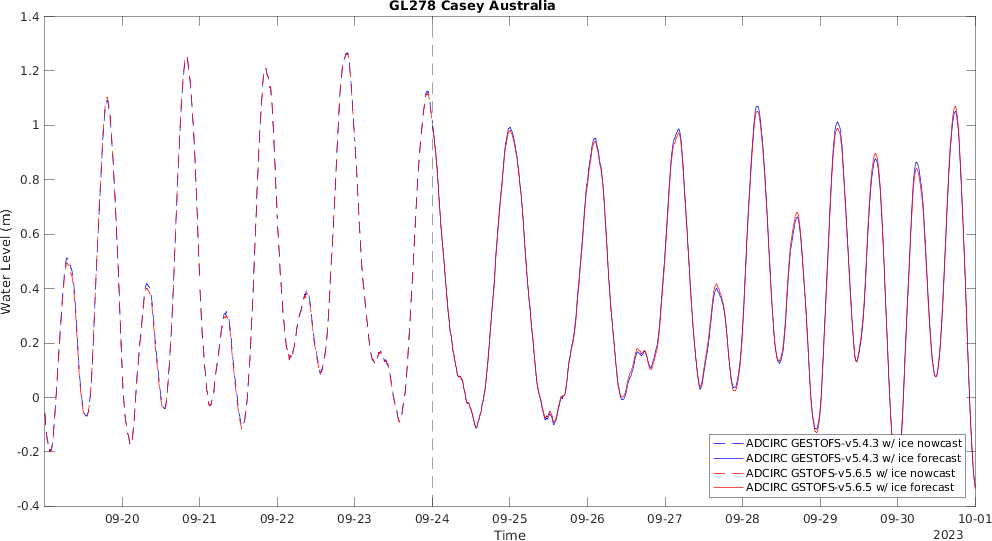 GL278 Casey Australia
1.4
1.2
1
0.8
0.6
0.4
0.2
0
-0.2
-0.4
Water Level (m)
ADCIRC GESTOFS-v5.4.3 w/ ice nowcast
ADCIRC GESTOFS-v5.4.3 w/ ice forecast
ADCIRC GSTOFS-v5.6.5 w/ ice nowcast
ADCIRC GSTOFS-v5.6.5 w/ ice forecast
09-20 09-21 09-22 09-23 09-24 09-25 09-26 09-27 09-28 09-29 09-30 10-01
Time
2023